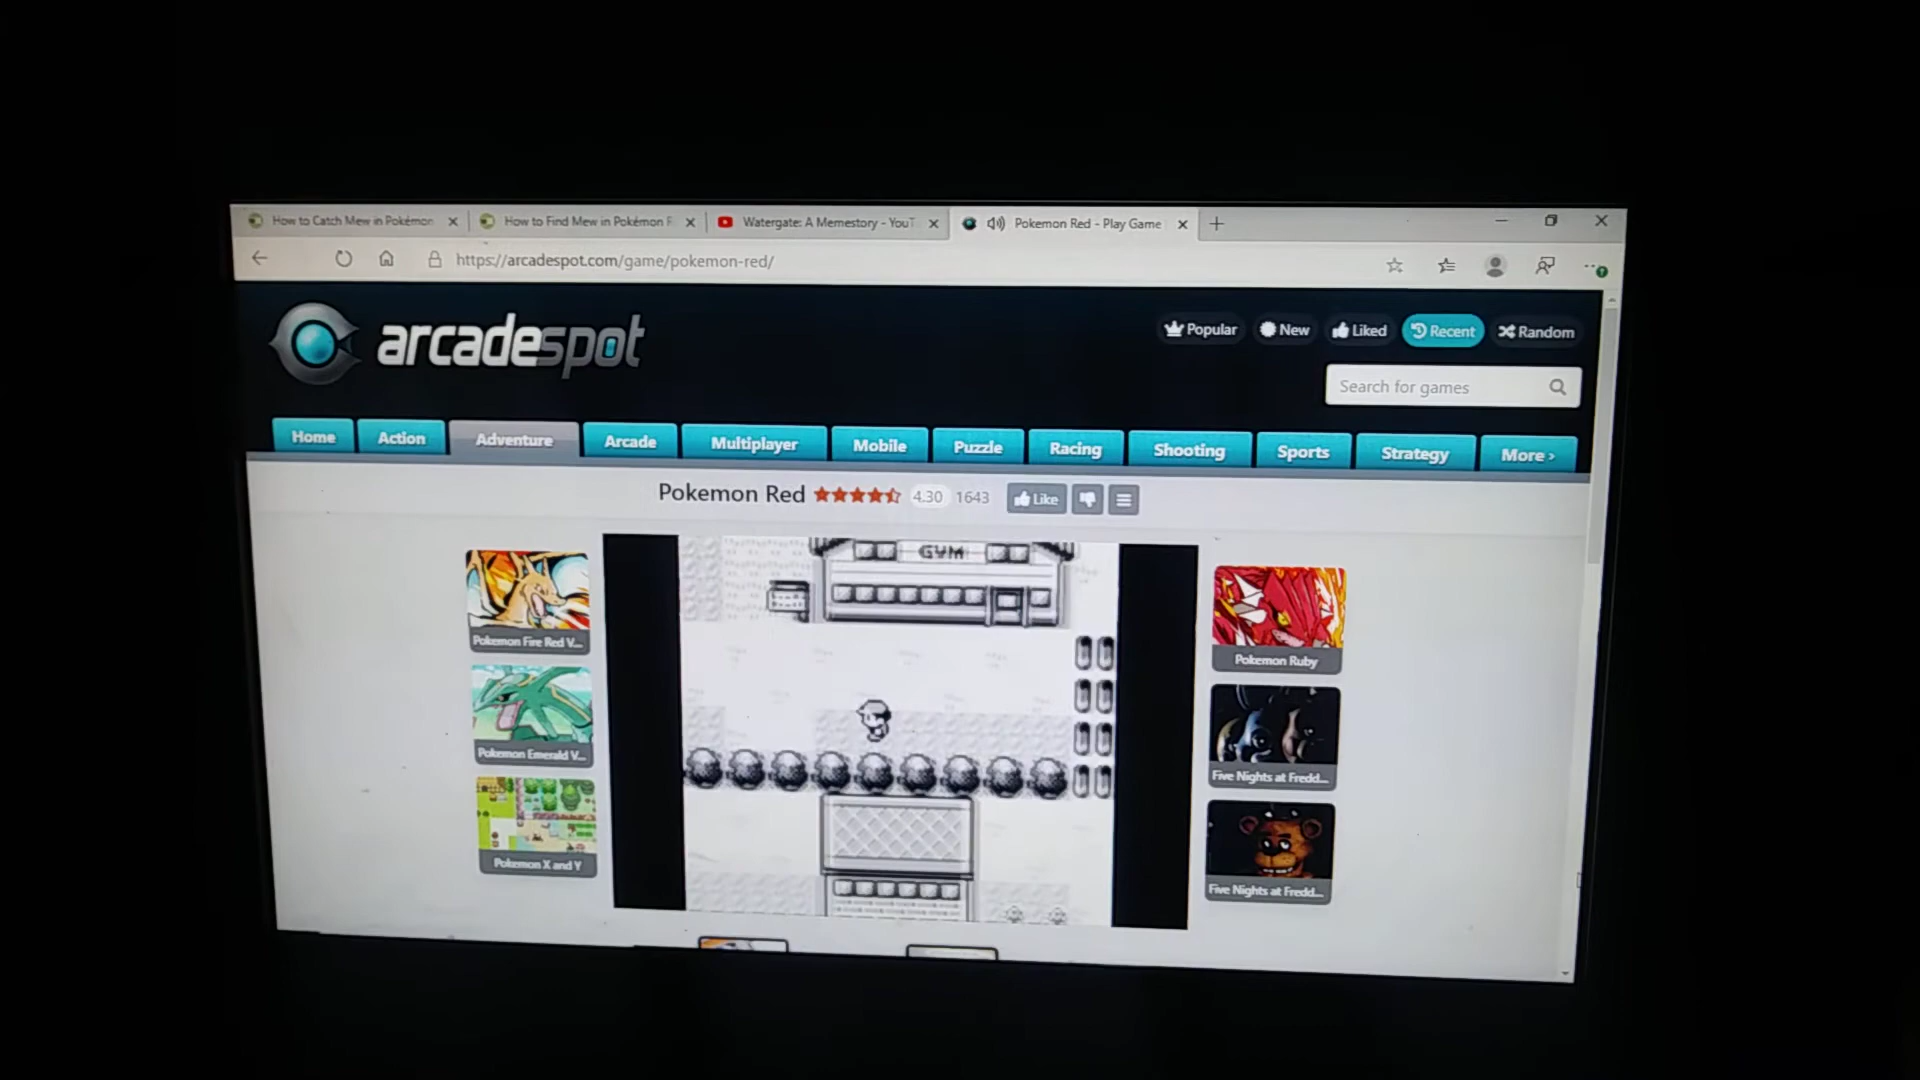 How to Catch Mew in Pokémon
How to Find Mew in Pokémon F
Watergate: A Memestory - YouT
Pokemon Red - Play Game
https://arcadespot.com/game/pokemon-red/
arcadespot
Popular
New
Liked
Recent
Random
Search for games
Home
Action
Adventure
Arcade
Multiplayer
Mobile
Puzzle
Racing
Shooting
Sports
Strategy
More ›
Pokemon Red
4.30
1643
Like
GYM
Pokemon Fire Red V...
Pokemon Emerald V...
Pokemon X and Y
Pokemon Ruby
Five Nights at Fredd...
Five Nights at Fredd...